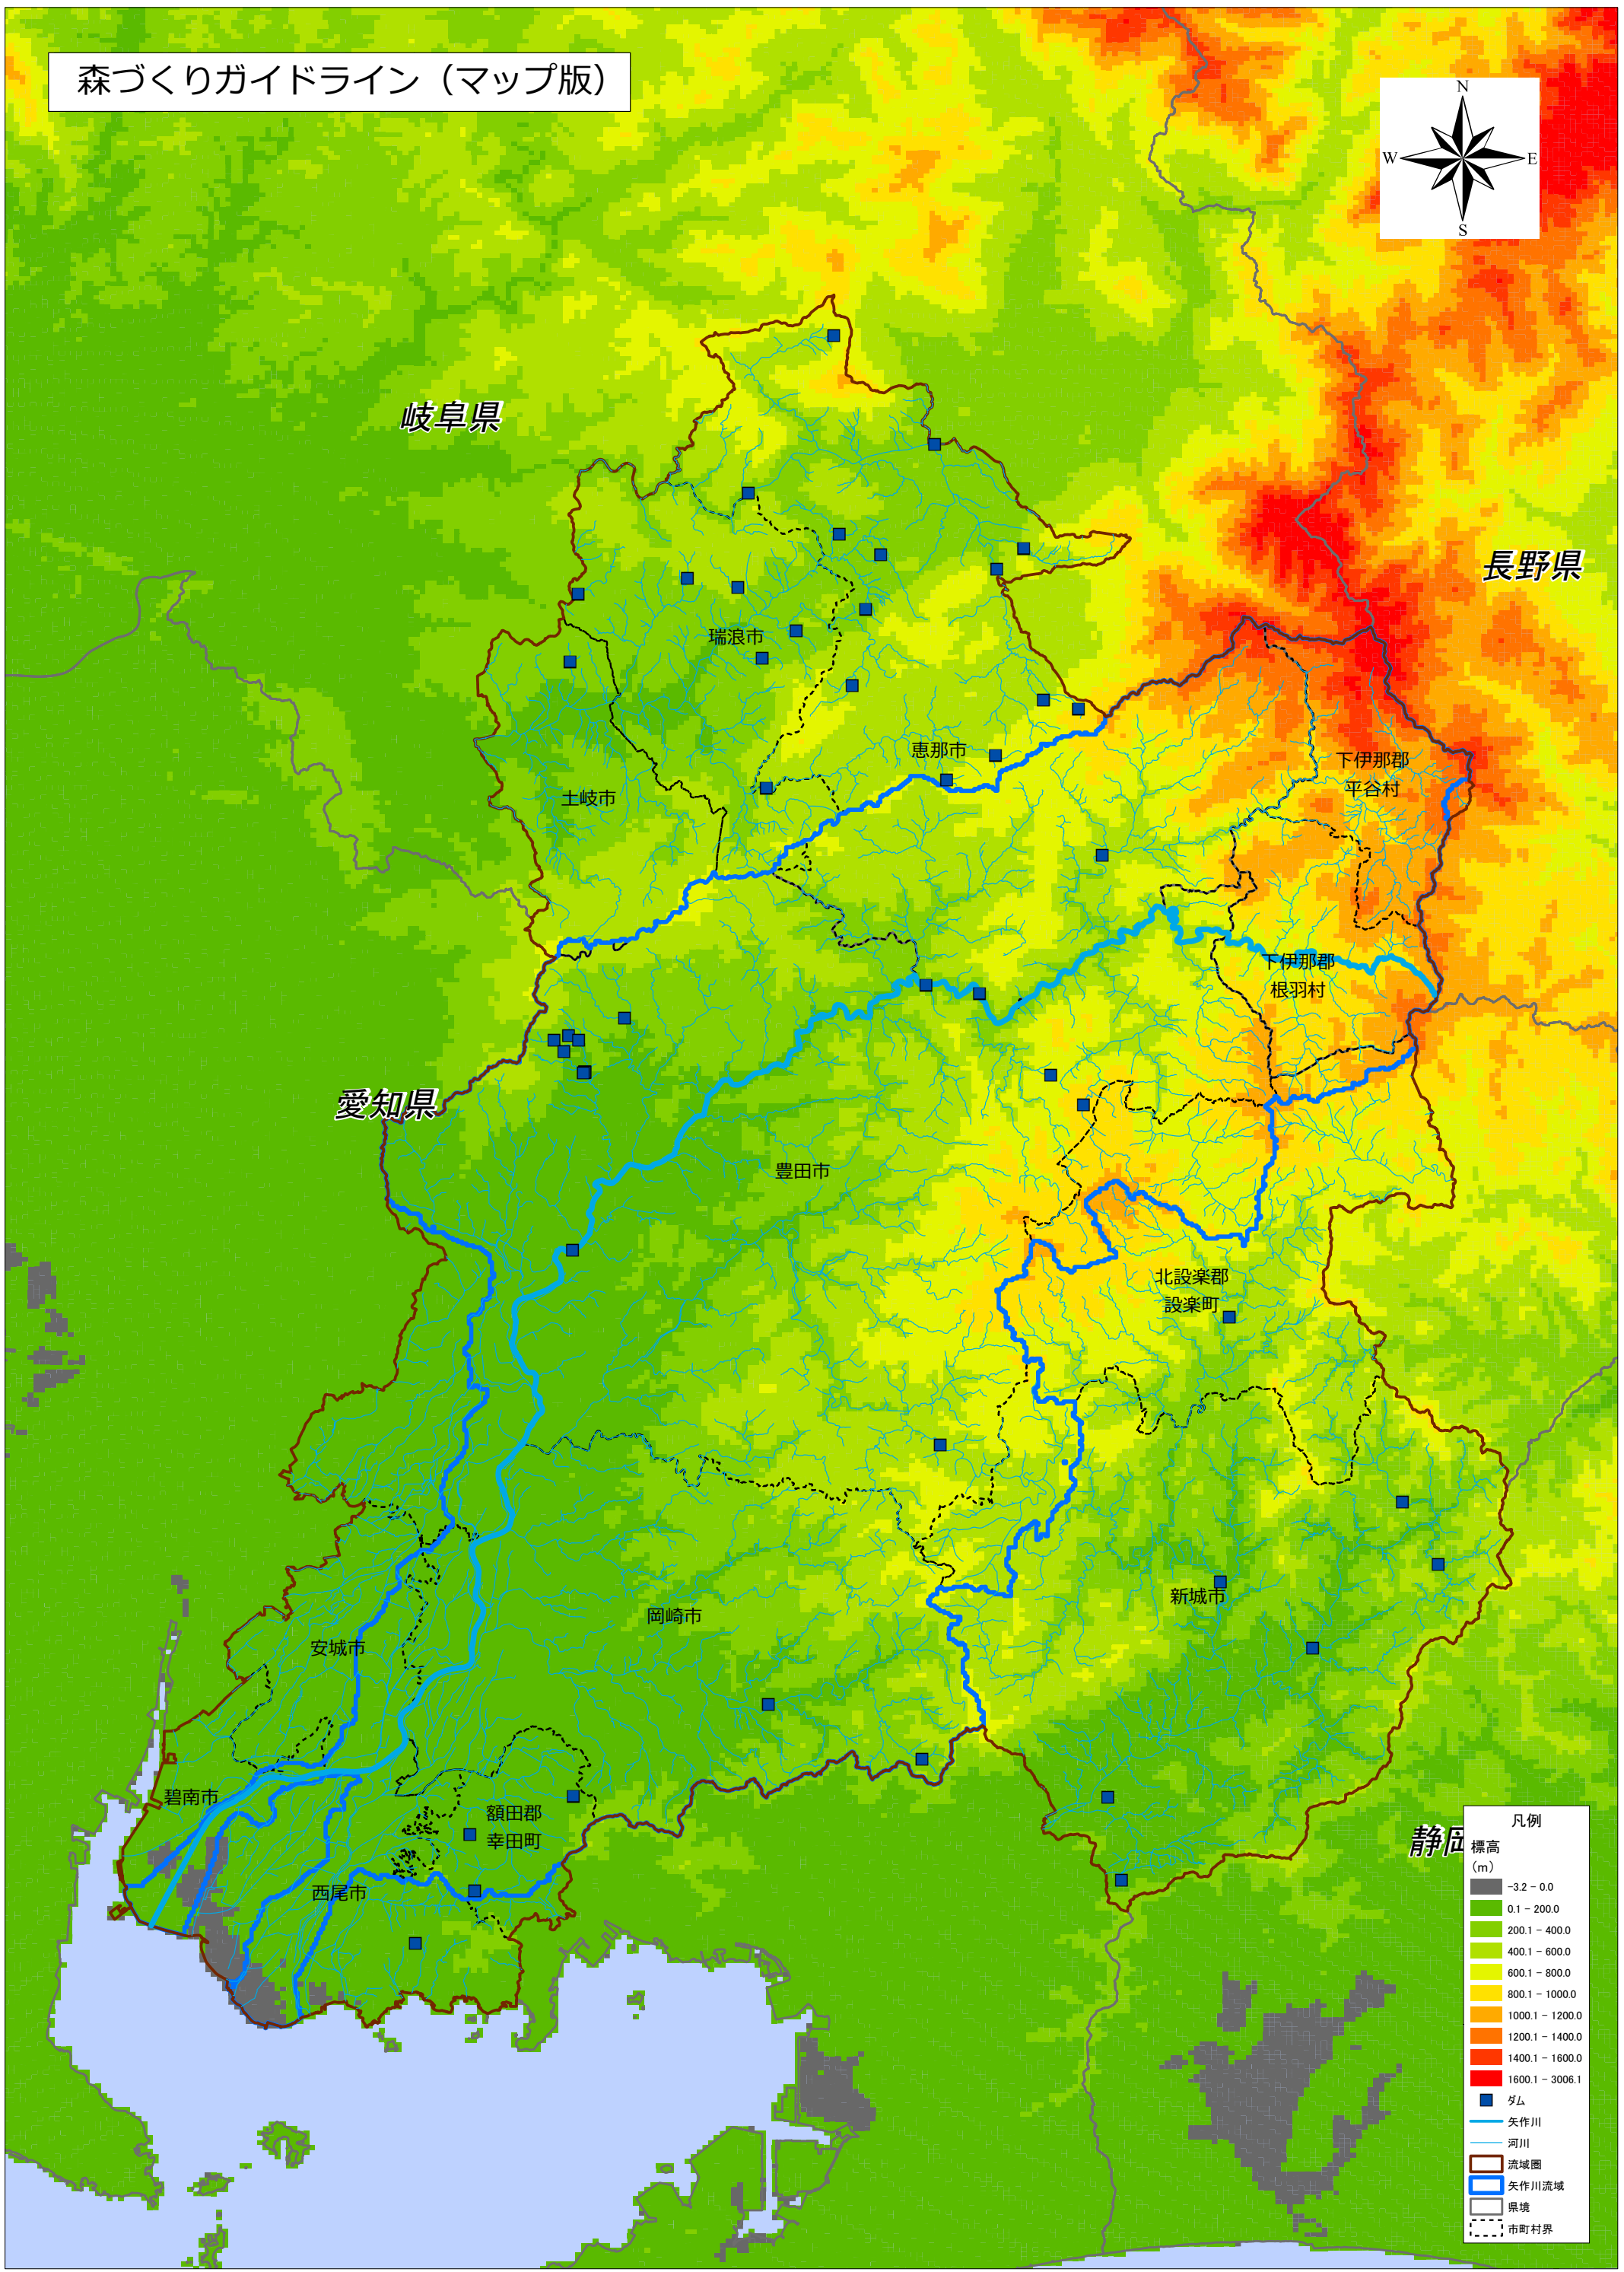 森づくりガイドライン（マップ版）
N
W
E
S
岐阜県
長野県
瑞浪市
恵那市
下伊那郡
平谷村
土岐市
下伊那郡
根羽村
愛知県
豊田市
北設楽郡
設楽町
新城市
岡崎市
安城市
碧南市
額田郡
幸田町
西尾市
静岡
凡例
標高
（m）
-3.2 - 0.0
0.1 - 200.0
200.1 - 400.0
400.1 - 600.0
600.1 - 800.0
800.1 - 1000.0
1000.1 - 1200.0
1200.1 - 1400.0
1400.1 - 1600.0
1600.1 - 3006.1
ダム
矢作川
河川
流域圏
矢作川流域
県境
市町村界